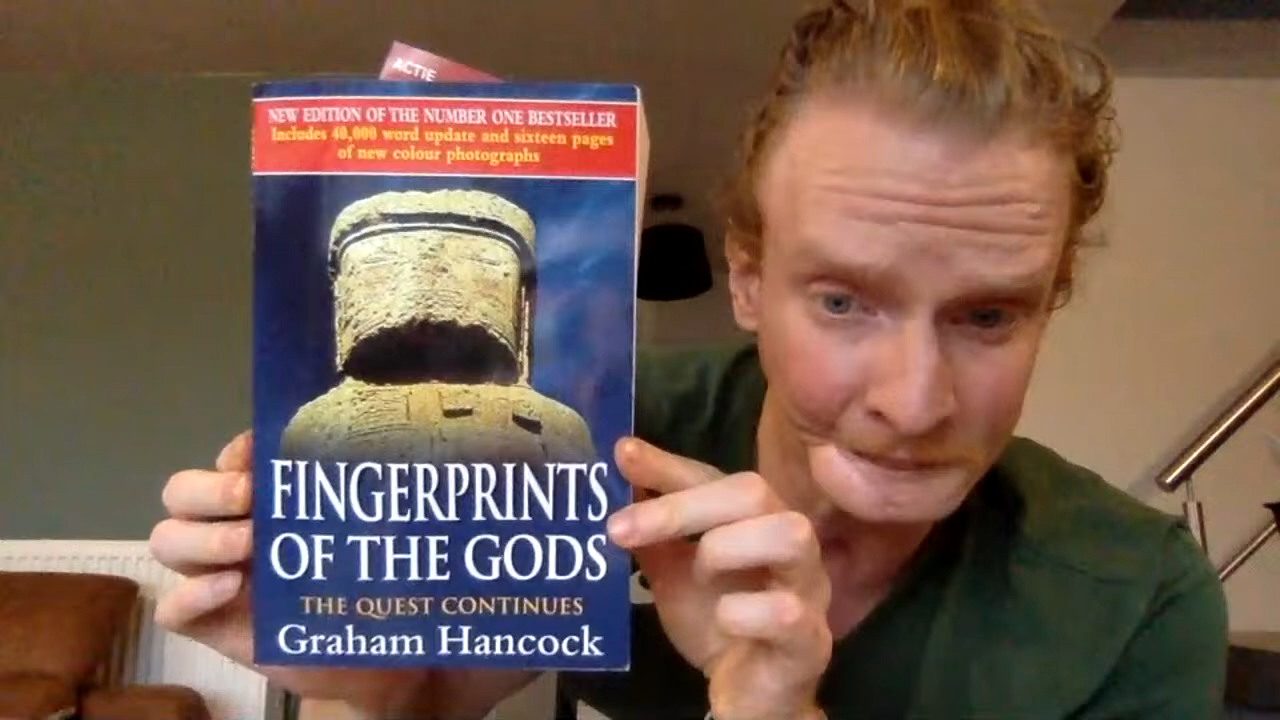 ACTIE
NEW EDITION OF THE NUMBER ONE BESTSELLER
Includes 40,000 word update and sixteen pages
of new colour photographs
FINGERPRINTS
OF THE GODS
THE QUEST CONTINUES
Graham Hancock